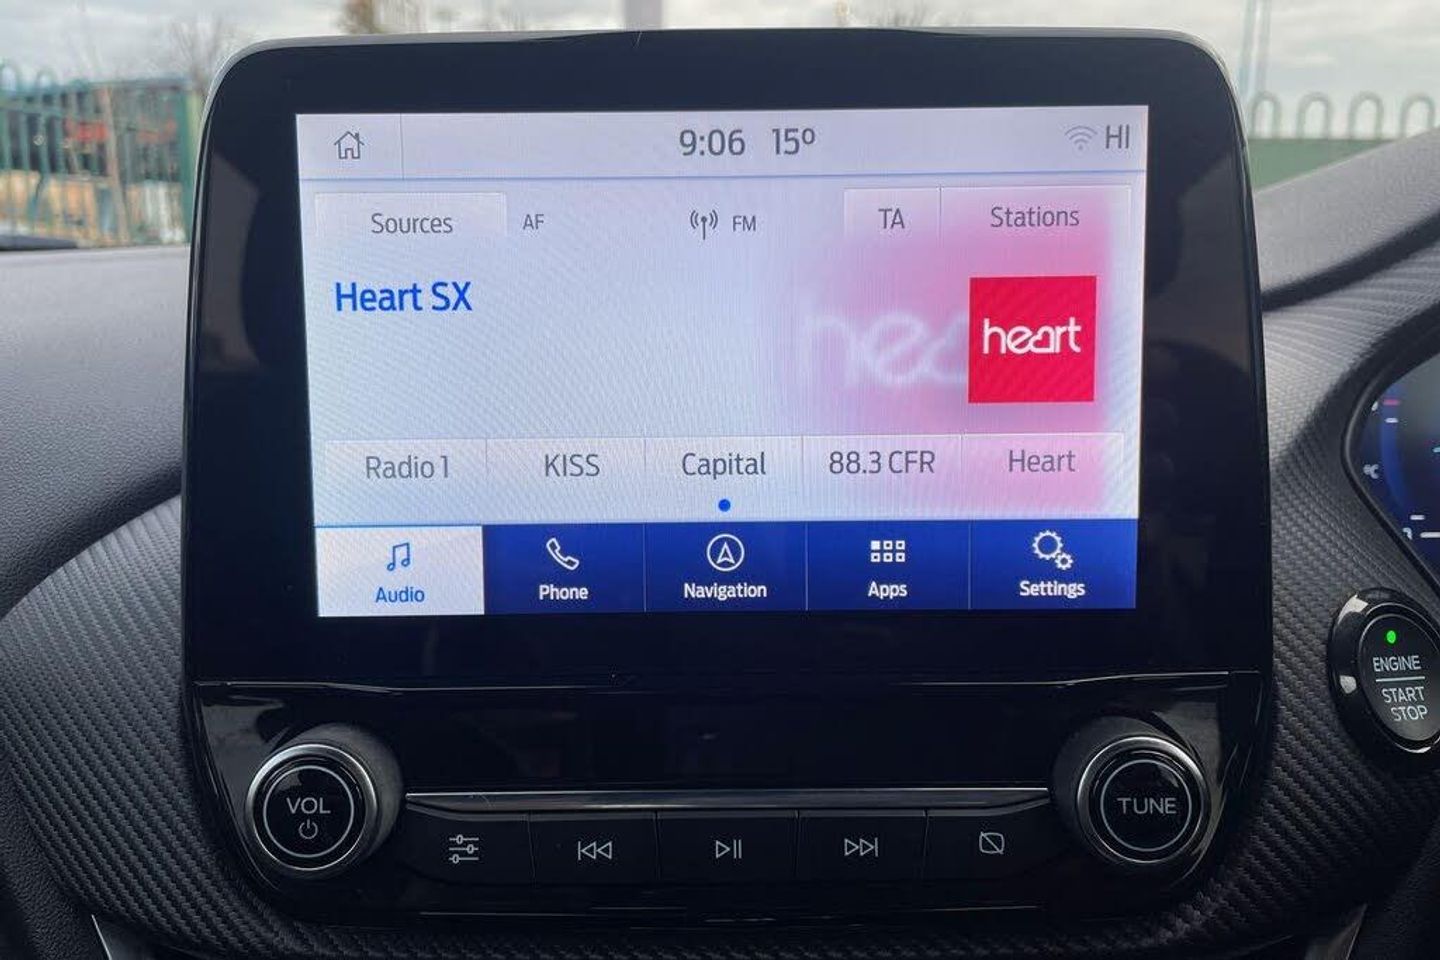 9:06 15º HI
Sources AF FM TA Stations
Heart SX
heart
Radio 1 KISS Capital 88.3 CFR Heart
Audio Phone Navigation Apps Settings
ENGINE
START
STOP
VOL
TUNE